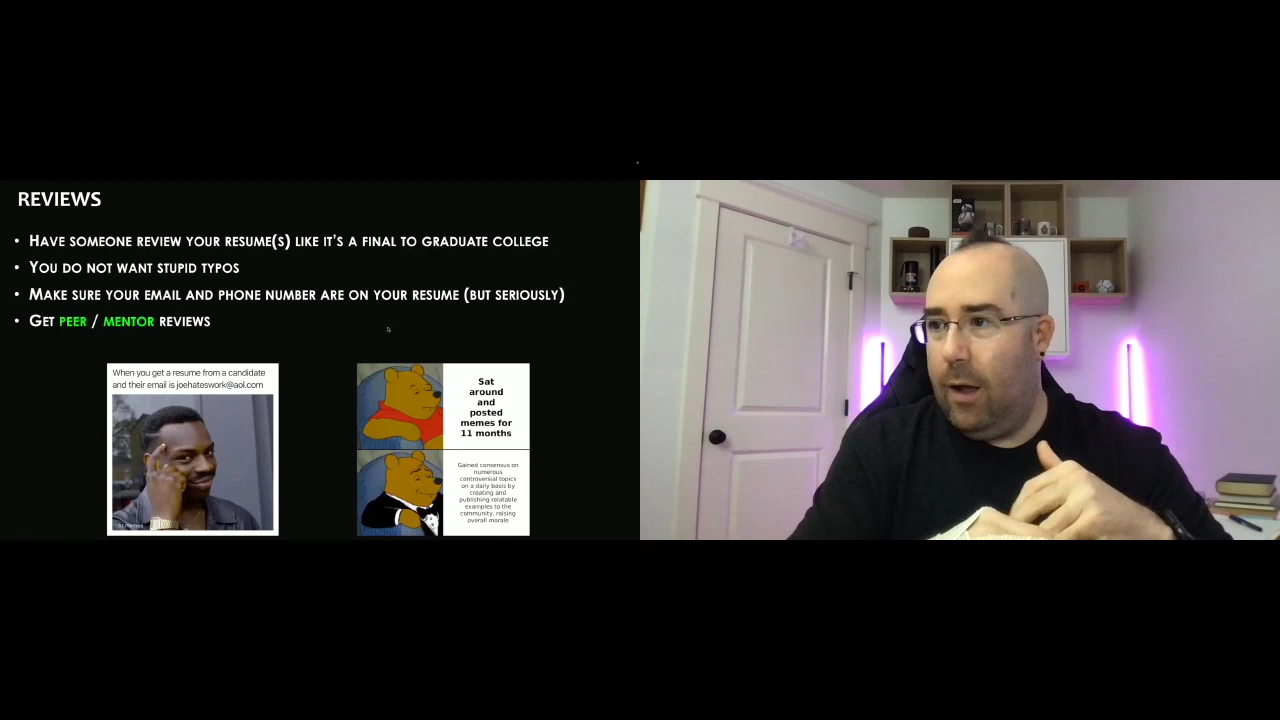 REVIEWS
• HAVE SOMEONE REVIEW YOUR RESUME(S) LIKE IT'S A FINAL TO GRADUATE COLLEGE
• YOU DO NOT WANT STUPID TYPOS
• MAKE SURE YOUR EMAIL AND PHONE NUMBER ARE ON YOUR RESUME (BUT SERIOUSLY)
• GET PEER / MENTOR REVIEWS
When you get a resume from a candidate
and their email is joehateswork@aol.com
Sat
around
and
posted
memes for
11 months
Gained consensus on
numerous
controversial topics
on a daily basis by
creating and
publishing relatable
examples to the
community, raising
overall morale